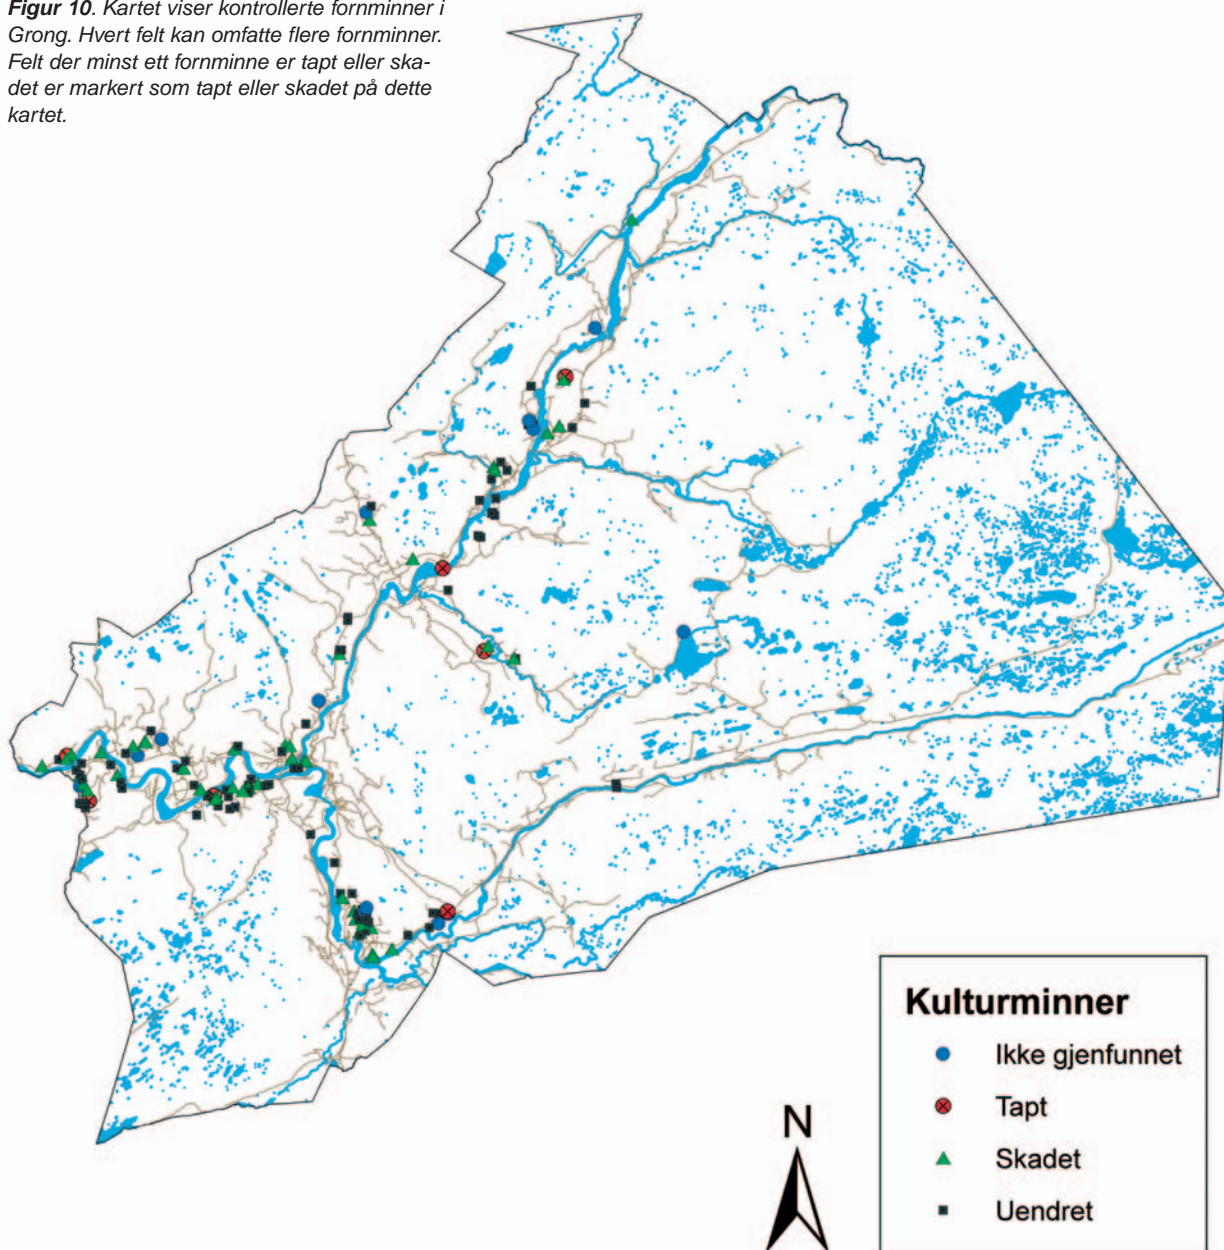 Figur 10. Kartet viser kontrollerte fornminner i
Grong. Hvert felt kan omfatte flere fornminner.
Felt der minst ett fornminne er tapt eller ska-
det er markert som tapt eller skadet på dette
kartet.
Kulturminner
Ikke gjenfunnet
Tapt
Skadet
Uendret
N